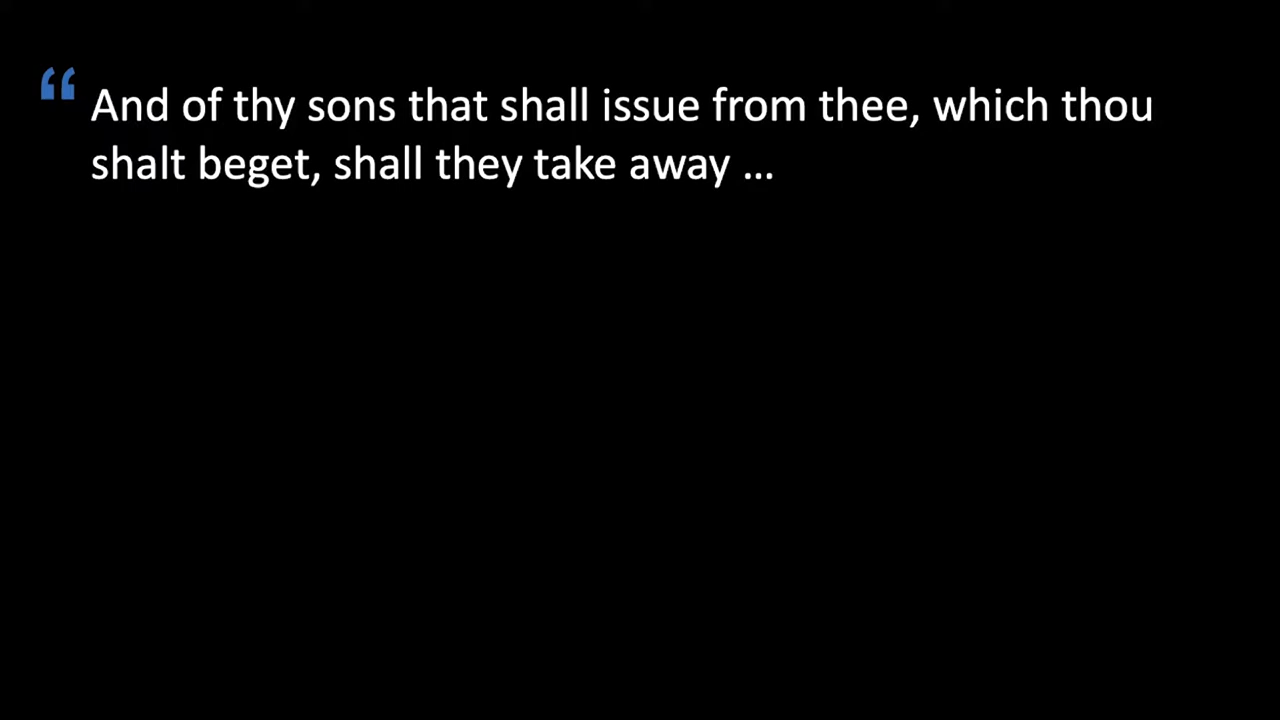 “ And of thy sons that shall issue from thee, which thou
shalt beget, shall they take away …